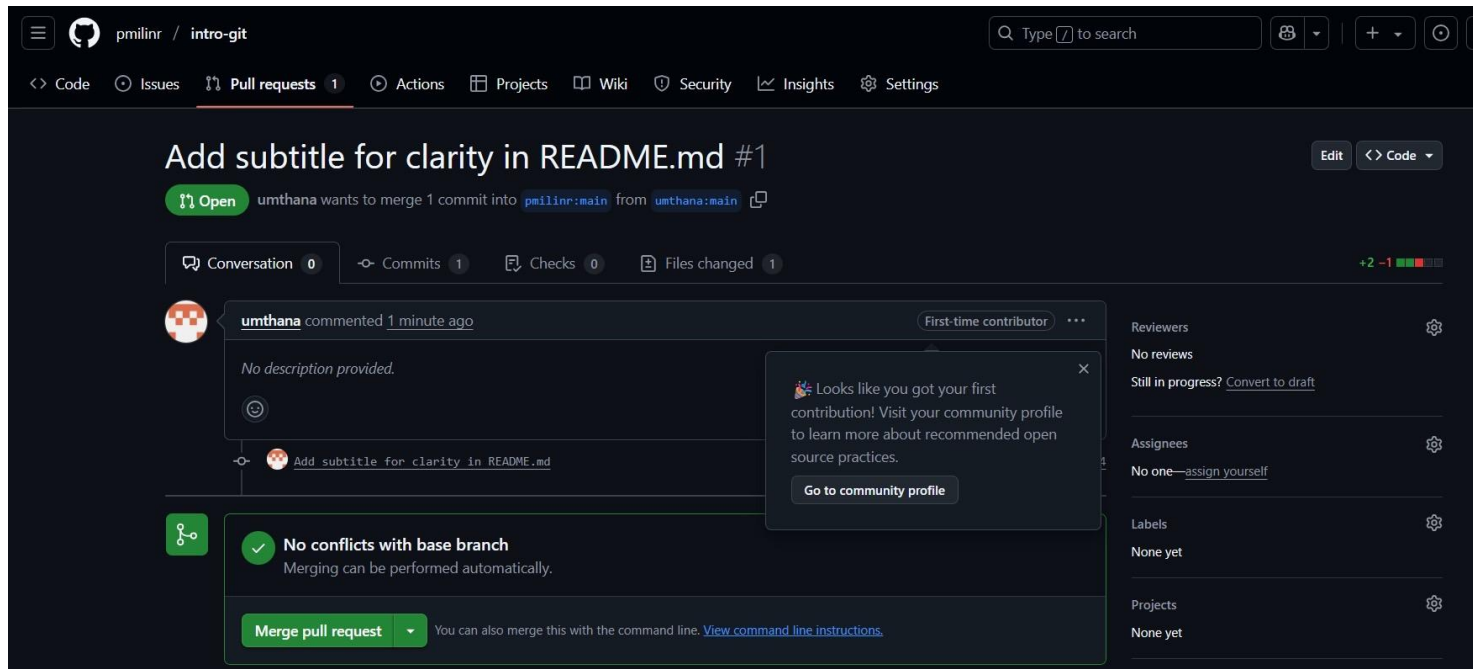 pmilinr / intro-git
Type / to search
Code Issues Pull requests 1 Actions Projects Wiki Security Insights Settings
Add subtitle for clarity in README.md #1
Edit <> Code
Open umthana wants to merge 1 commit into pmilinr:main from umthana:main
Conversation 0 Commits 1 Checks 0 Files changed 1
+2 −1
umthana commented 1 minute ago
First-time contributor
No description provided.
🎉 Looks like you got your first
contribution! Visit your community profile
to learn more about recommended open
source practices.
Go to community profile
Add subtitle for clarity in README.md
No conflicts with base branch
Merging can be performed automatically.
Merge pull request
You can also merge this with the command line. View command line instructions.
Reviewers
No reviews
Still in progress? Convert to draft
Assignees
No one—assign yourself
Labels
None yet
Projects
None yet